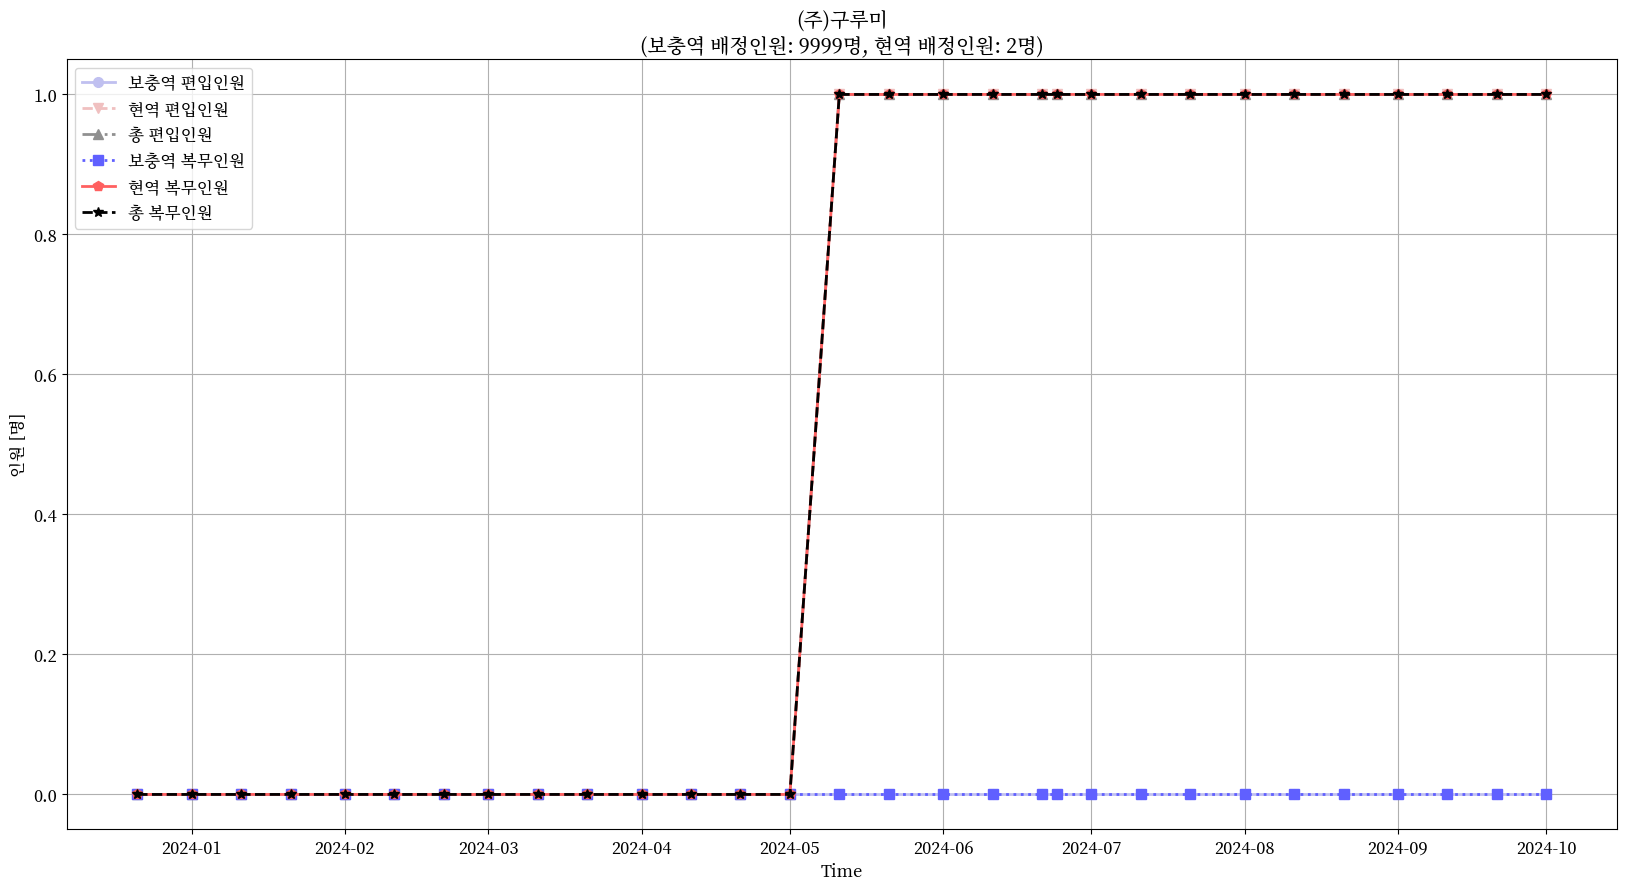 (주)구루미
(보충역 배정인원: 9999명, 현역 배정인원: 2명)
보충역 편입인원
현역 편입인원
총 편입인원
보충역 복무인원
현역 복무인원
총 복무인원
1.0
0.8
0.6
0.4
0.2
0.0
인원 [명]
2024-01
2024-02
2024-03
2024-04
2024-05
2024-06
2024-07
2024-08
2024-09
2024-10
Time